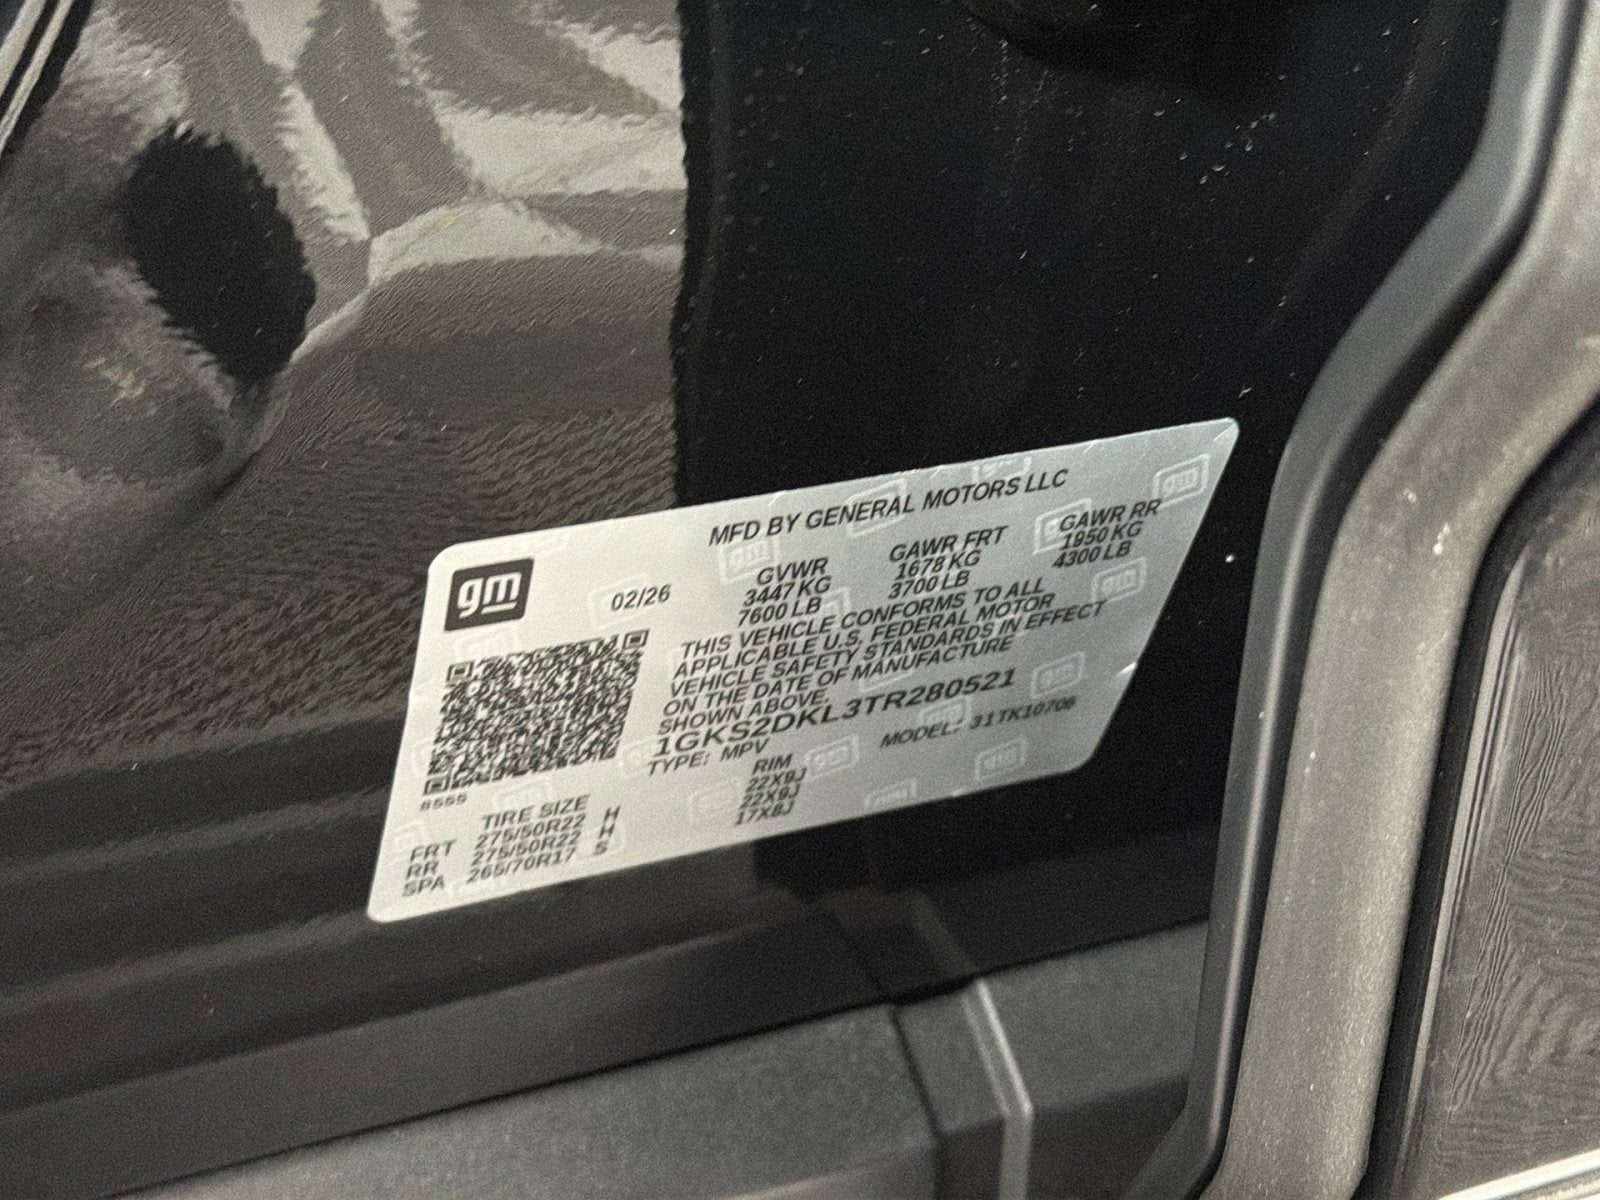 MFD BY GENERAL MOTORS LLC
gm
02/26
GVWR GAWR FRT GAWR RR
3447 KG 1678 KG 1950 KG
7600 LB 3700 LB 4300 LB
THIS VEHICLE CONFORMS TO ALL
APPLICABLE U.S. FEDERAL MOTOR
VEHICLE SAFETY STANDARDS IN EFFECT
ON THE DATE OF MANUFACTURE
SHOWN ABOVE.
1GKS2DKL3TR280521
TYPE: MPV MODEL: 31TK10706
8555
TIRE SIZE RIM
FRT 275/50R22 H 22X9J
RR 275/50R22 H 22X9J
SPA 265/70R17 S 17X8J